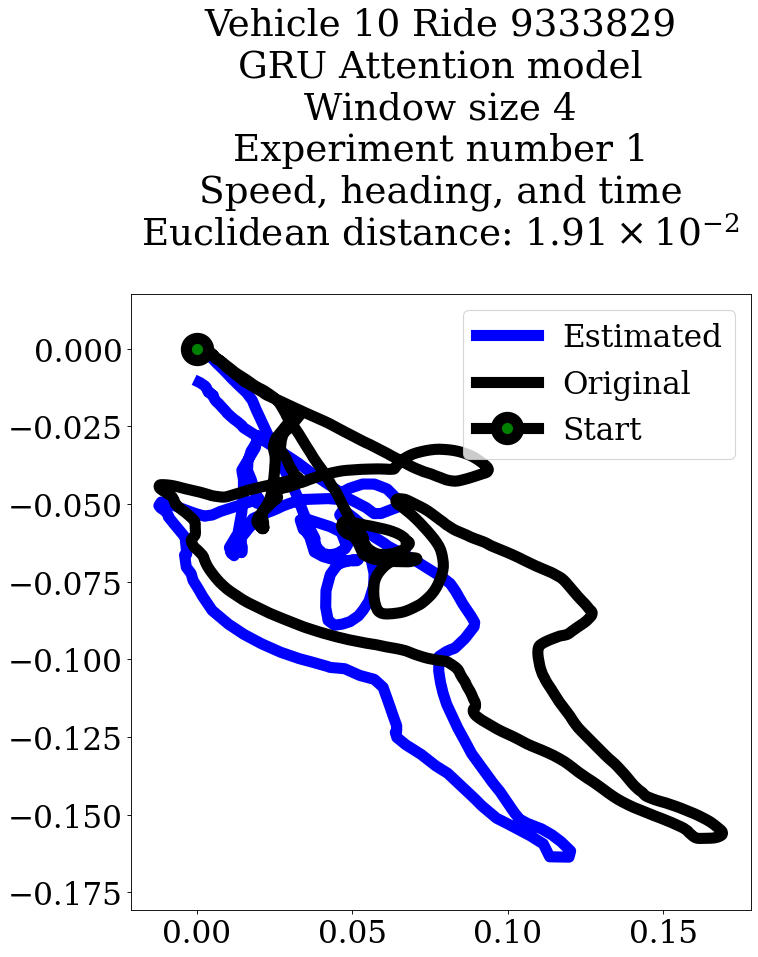 Vehicle 10 Ride 9333829
GRU Attention model
Window size 4
Experiment number 1
Speed, heading, and time
Euclidean distance: 1.91 × 10⁻²
Estimated
Original
Start
0.000
−0.025
−0.050
−0.075
−0.100
−0.125
−0.150
−0.175
0.00 0.05 0.10 0.15